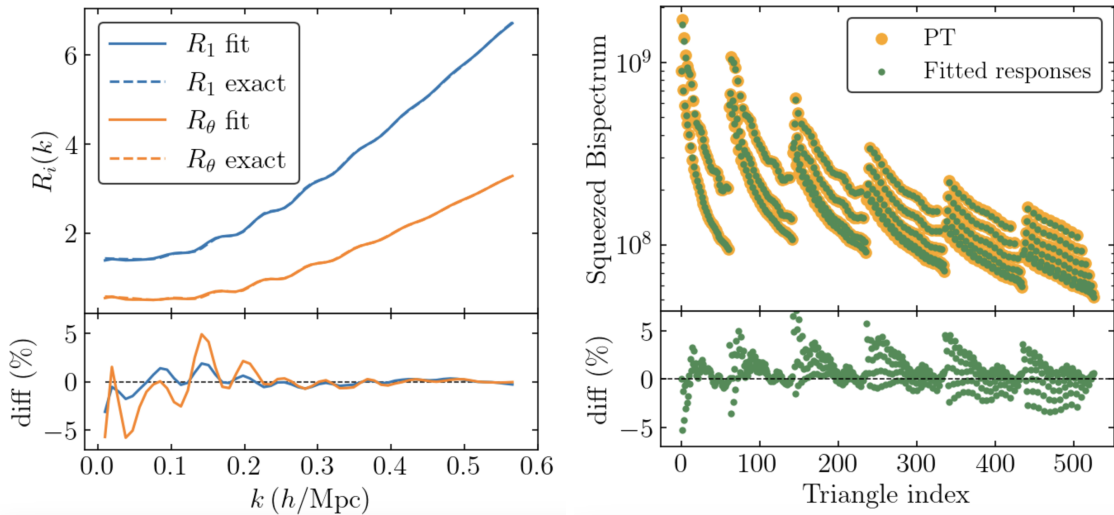 R_i(k)
6
4
2
R_1 fit
R_1 exact
R_θ fit
R_θ exact
diff (%)
5
0
−5
0.0 0.1 0.2 0.3 0.4 0.5 0.6
k (h/Mpc)
Squeezed Bispectrum
10^9
10^8
PT
Fitted responses
diff (%)
5
0
−5
0 100 200 300 400 500
Triangle index